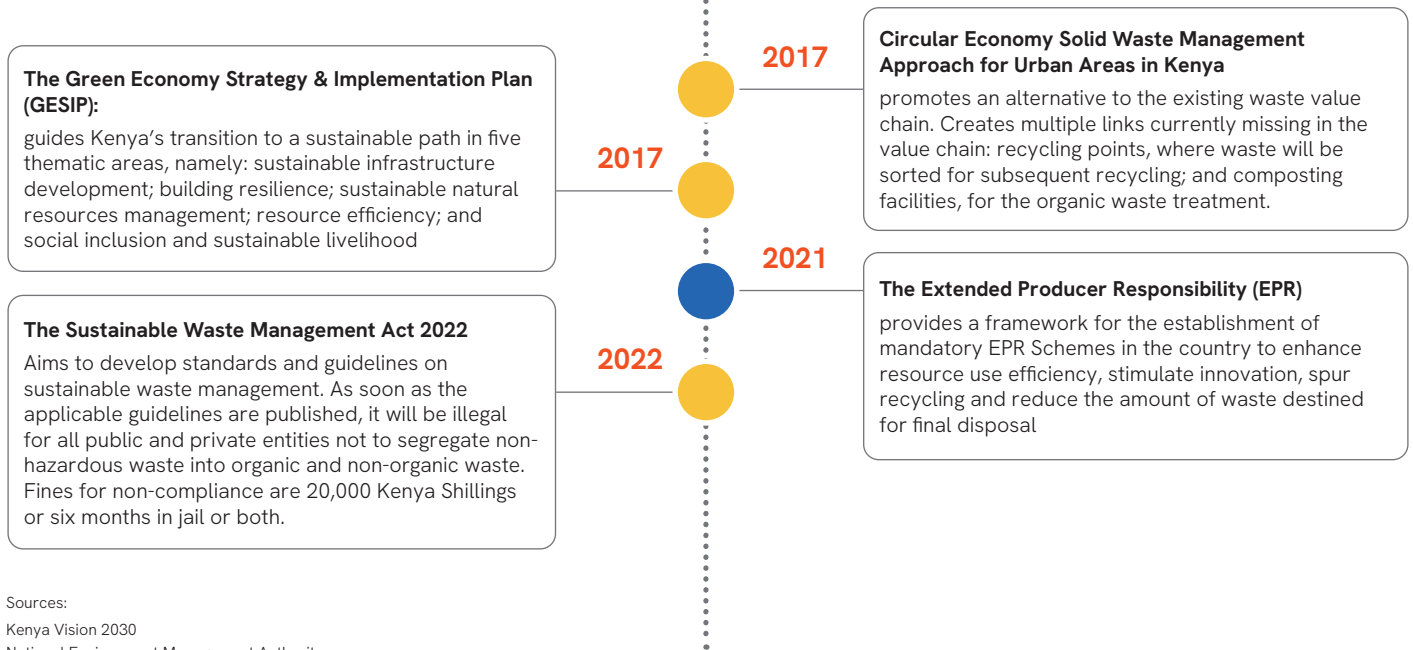 2017
Circular Economy Solid Waste Management
Approach for Urban Areas in Kenya
promotes an alternative to the existing waste value
chain. Creates multiple links currently missing in the
value chain: recycling points, where waste will be
sorted for subsequent recycling; and composting
facilities, for the organic waste treatment.
2017
The Green Economy Strategy & Implementation Plan
(GESIP):
guides Kenya’s transition to a sustainable path in five
thematic areas, namely: sustainable infrastructure
development; building resilience; sustainable natural
resources management; resource efficiency; and
social inclusion and sustainable livelihood
2021
The Extended Producer Responsibility (EPR)
provides a framework for the establishment of
mandatory EPR Schemes in the country to enhance
resource use efficiency, stimulate innovation, spur
recycling and reduce the amount of waste destined
for final disposal
2022
The Sustainable Waste Management Act 2022
Aims to develop standards and guidelines on
sustainable waste management. As soon as the
applicable guidelines are published, it will be illegal
for all public and private entities not to segregate non-
hazardous waste into organic and non-organic waste.
Fines for non-compliance are 20,000 Kenya Shillings
or six months in jail or both.
Sources:
Kenya Vision 2030